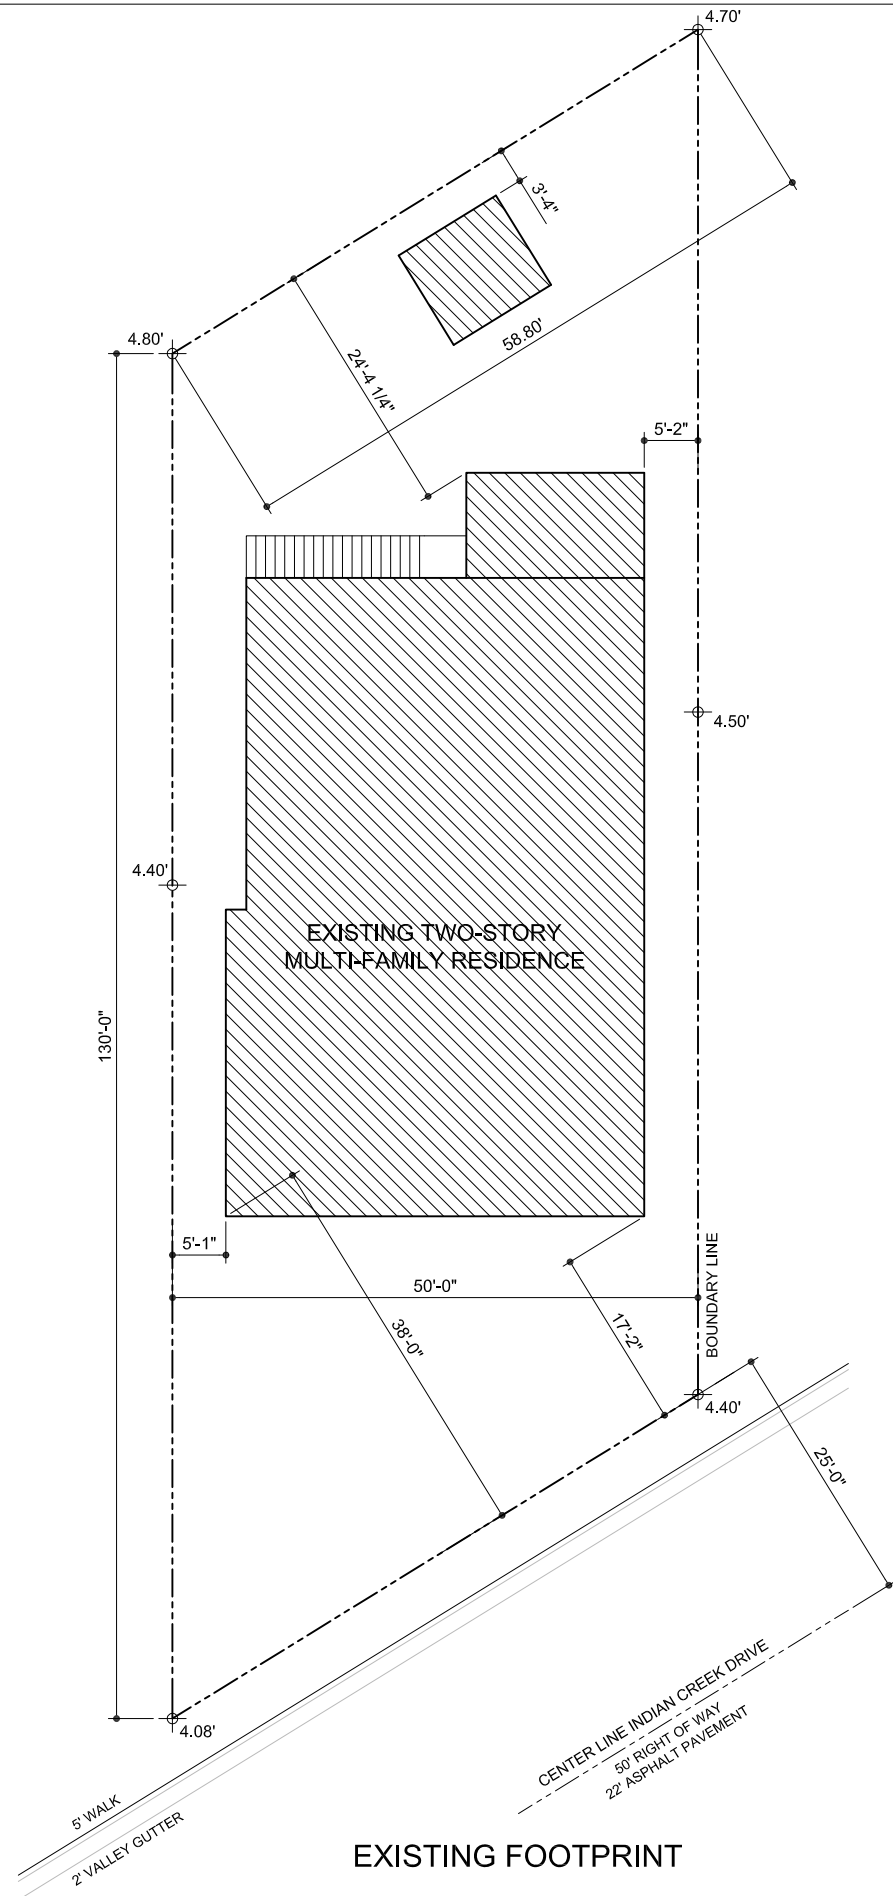 4.70'
3'-4"
4.80'
58.80'
24'-4 1/4"
5'-2"
4.50'
4.40'
EXISTING TWO-STORY
MULTI-FAMILY RESIDENCE
130'-0"
5'-1"
50'-0"
BOUNDARY LINE
38'-0"
17'-2"
4.40'
25'-0"
4.08'
CENTER LINE INDIAN CREEK DRIVE
50' RIGHT OF WAY
22' ASPHALT PAVEMENT
5' WALK
2' VALLEY GUTTER
EXISTING FOOTPRINT